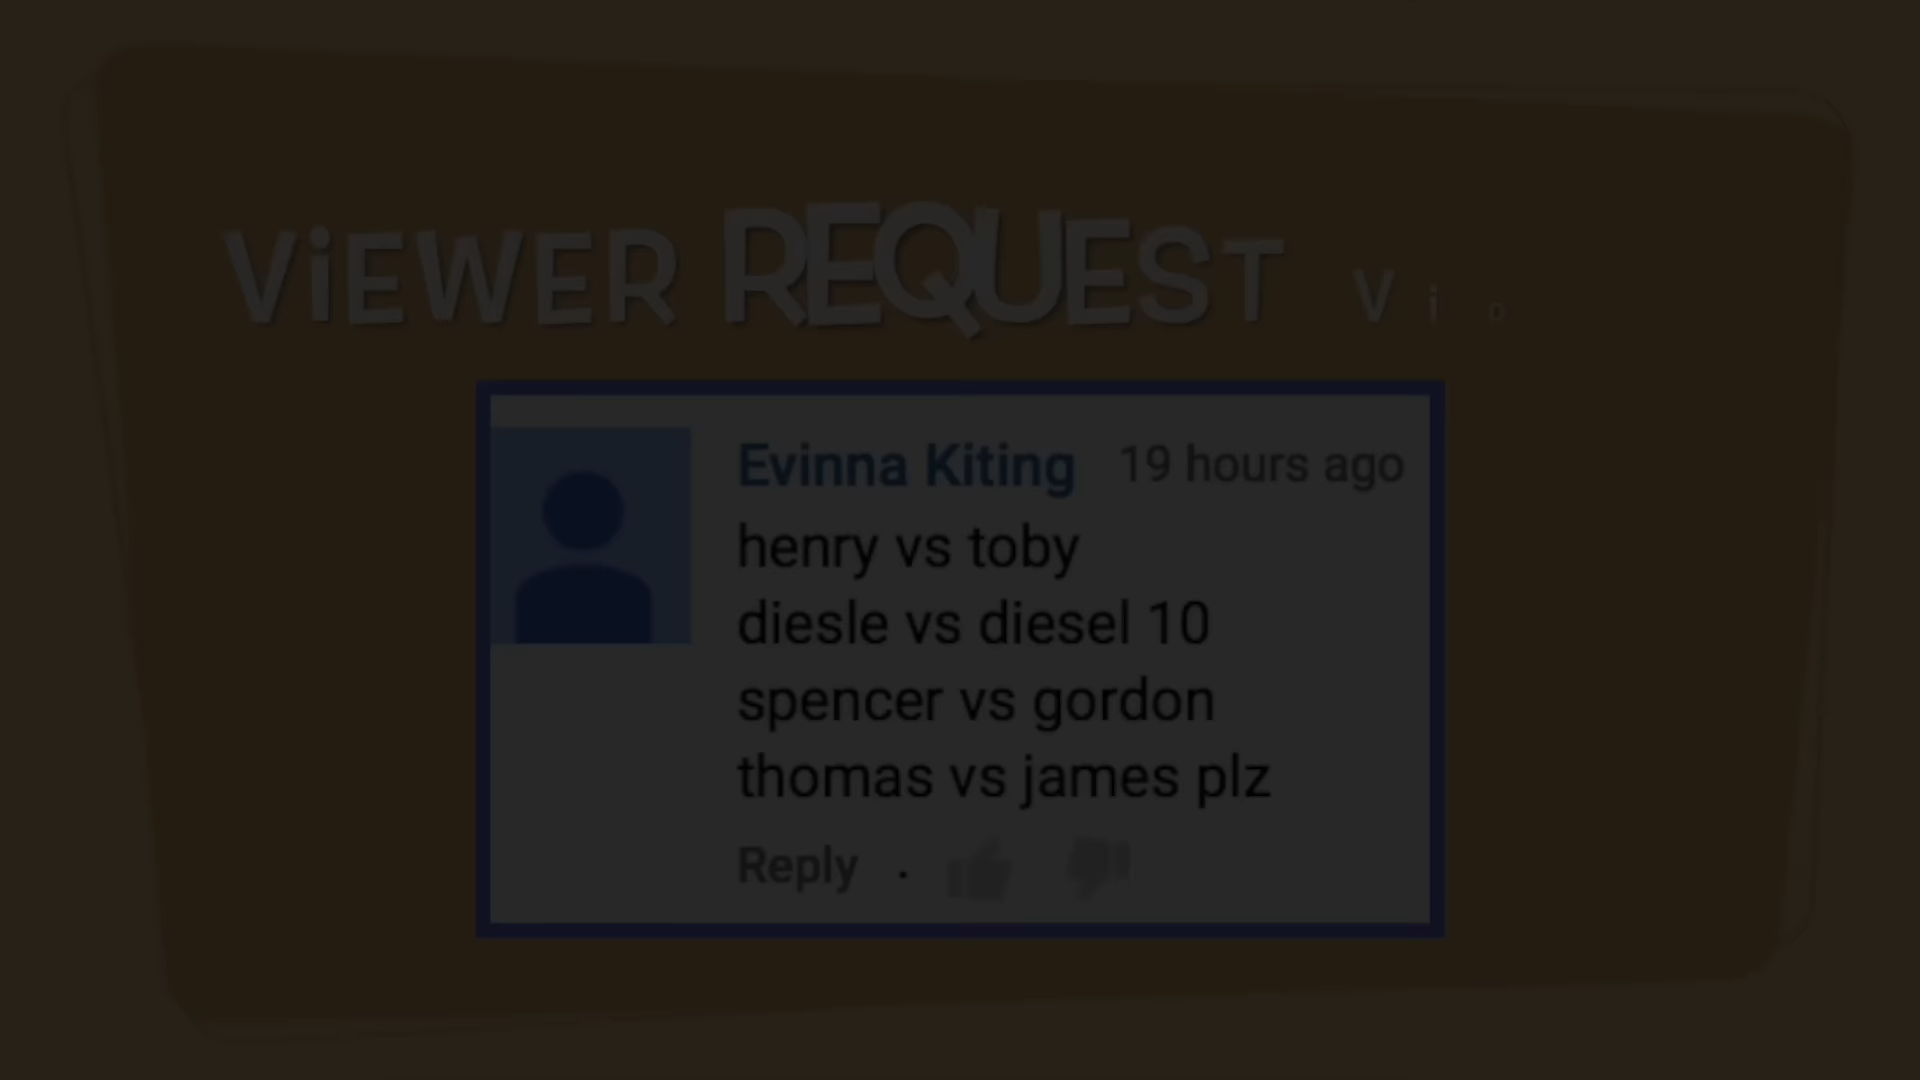 ViEWER REQUEST Vi
Evinna Kiting 19 hours ago
henry vs toby
diesle vs diesel 10
spencer vs gordon
thomas vs james plz
Reply .